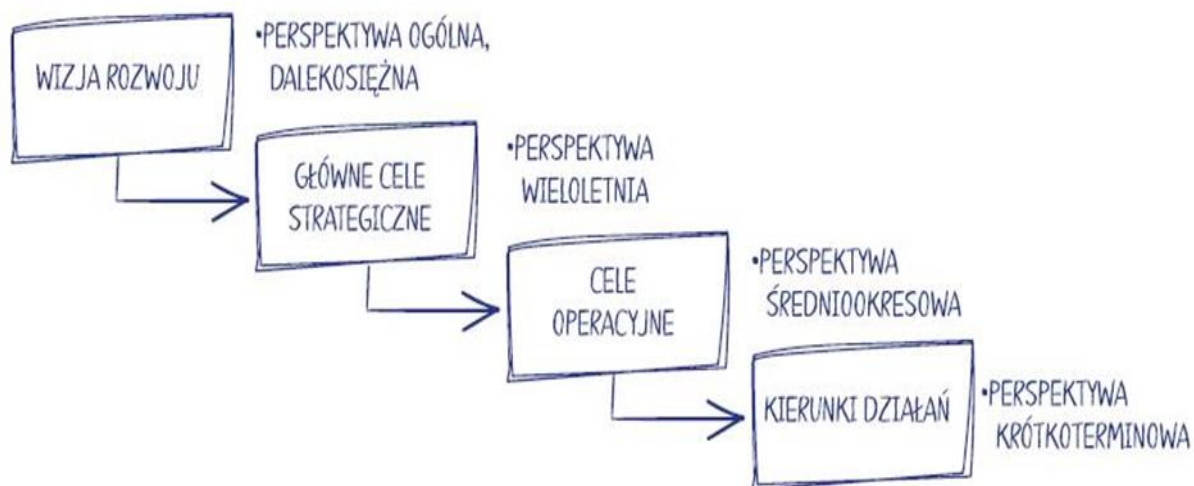 WIZJA ROZWOJU
•PERSPEKTYWA OGÓLNA,
DALEKOSIĘŻNA
GŁÓWNE CELE
STRATEGICZNE
•PERSPEKTYWA
WIELOLETNIA
CELE
OPERACYJNE
•PERSPEKTYWA
ŚREDNIOOKRESOWA
KIERUNKI DZIAŁAŃ
•PERSPEKTYWA
KRÓTKOTERMINOWA